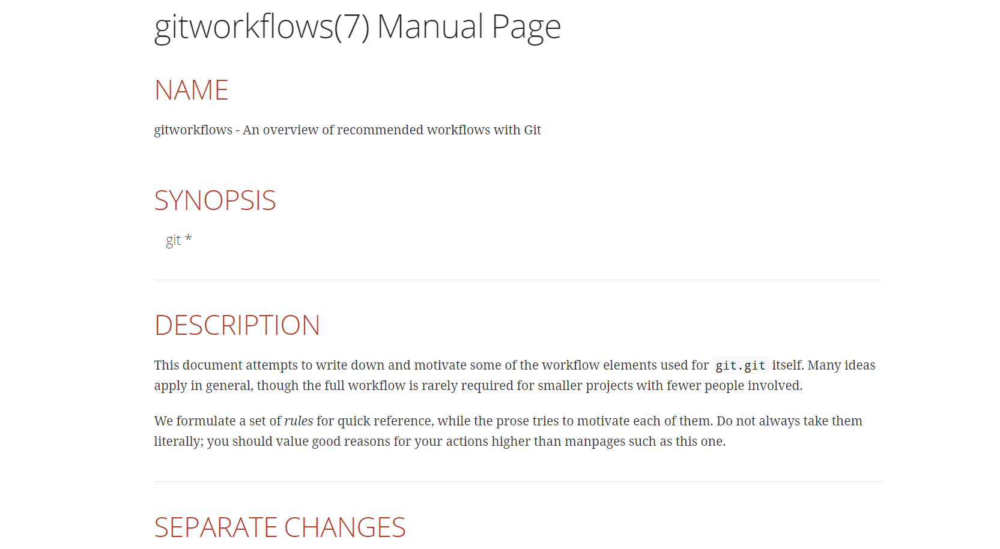 gitworkflows(7) Manual Page
NAME
gitworkflows - An overview of recommended workflows with Git
SYNOPSIS
git *
DESCRIPTION
This document attempts to write down and motivate some of the workflow elements used for git.git itself. Many ideas
apply in general, though the full workflow is rarely required for smaller projects with fewer people involved.
We formulate a set of rules for quick reference, while the prose tries to motivate each of them. Do not always take them
literally; you should value good reasons for your actions higher than manpages such as this one.
SEPARATE CHANGES